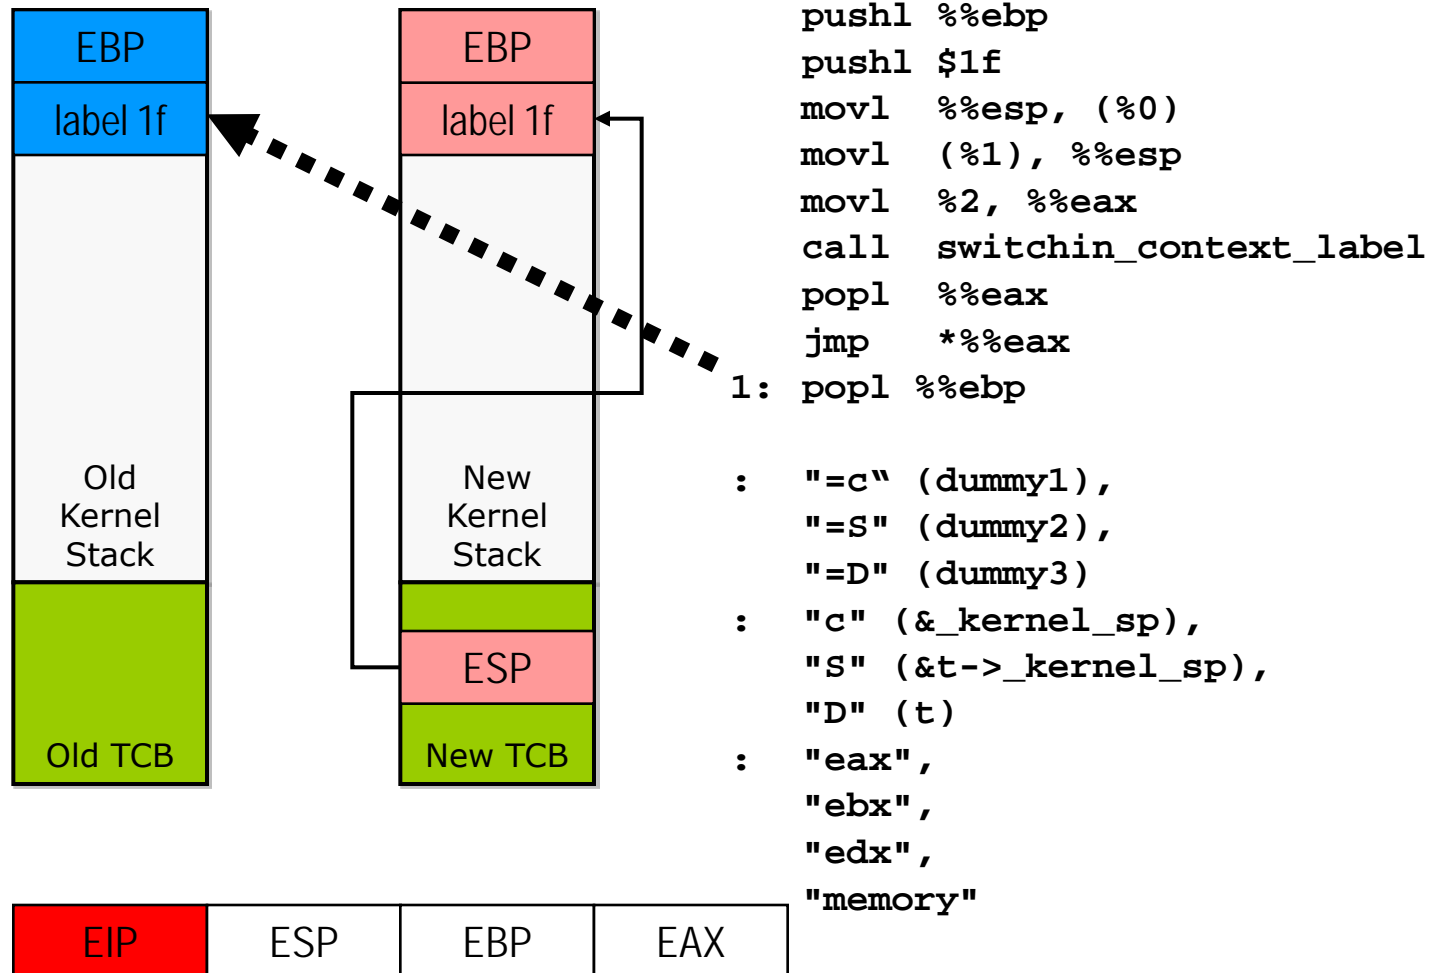 EBP
label 1f
Old
Kernel
Stack
Old TCB
EBP
label 1f
New
Kernel
Stack
ESP
New TCB
pushl %%ebp
pushl $1f
movl %%esp, (%0)
movl (%1), %%esp
movl %2, %%eax
call switchin_context_label
popl %%eax
jmp *%%eax
1: popl %%ebp
: "=c‟ (dummy1),
"=S" (dummy2),
"=D" (dummy3)
: "c" (&_kernel_sp),
"S" (&t->_kernel_sp),
"D" (t)
: "eax",
"ebx",
"edx",
"memory"
EIP ESP EBP EAX